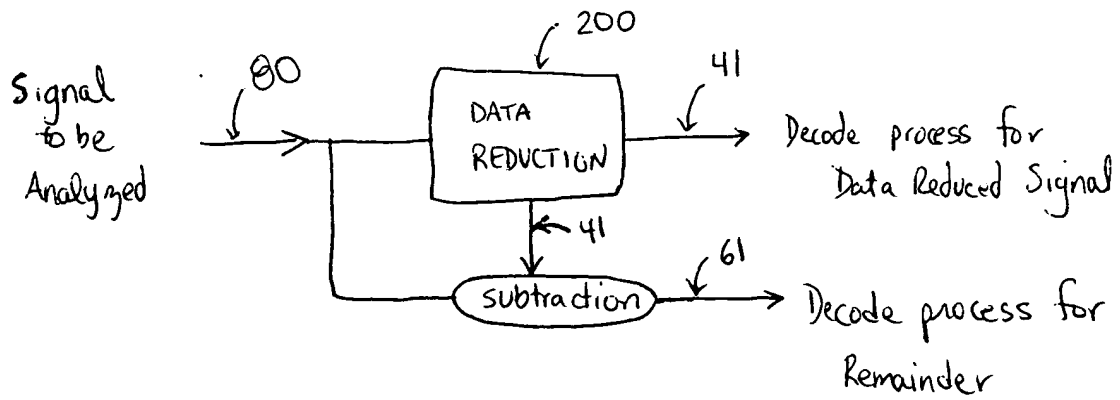 Signal
to be
Analyzed
80
200
DATA
REDUCTION
41
Decode process for
Data Reduced Signal
41
subtraction
61
Decode process for
Remainder